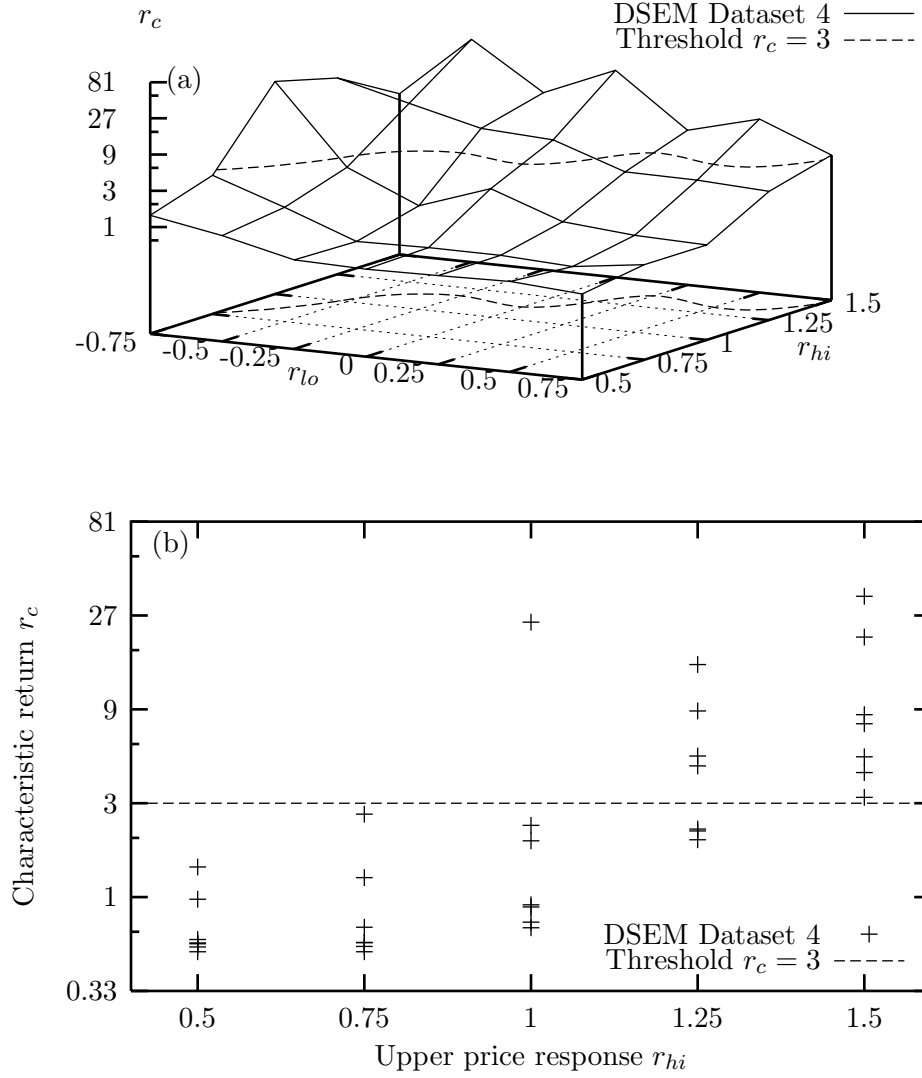 r_c
DSEM Dataset 4
Threshold r_c = 3
(a)
81
27
9
3
1
-0.75
-0.5
-0.25
0
0.25
0.5
0.75
r_lo
0.5
0.75
1
1.25
1.5
r_hi
(b)
81
27
9
3
1
0.33
Characteristic return r_c
DSEM Dataset 4
Threshold r_c = 3
0.5 0.75 1 1.25 1.5
Upper price response r_hi